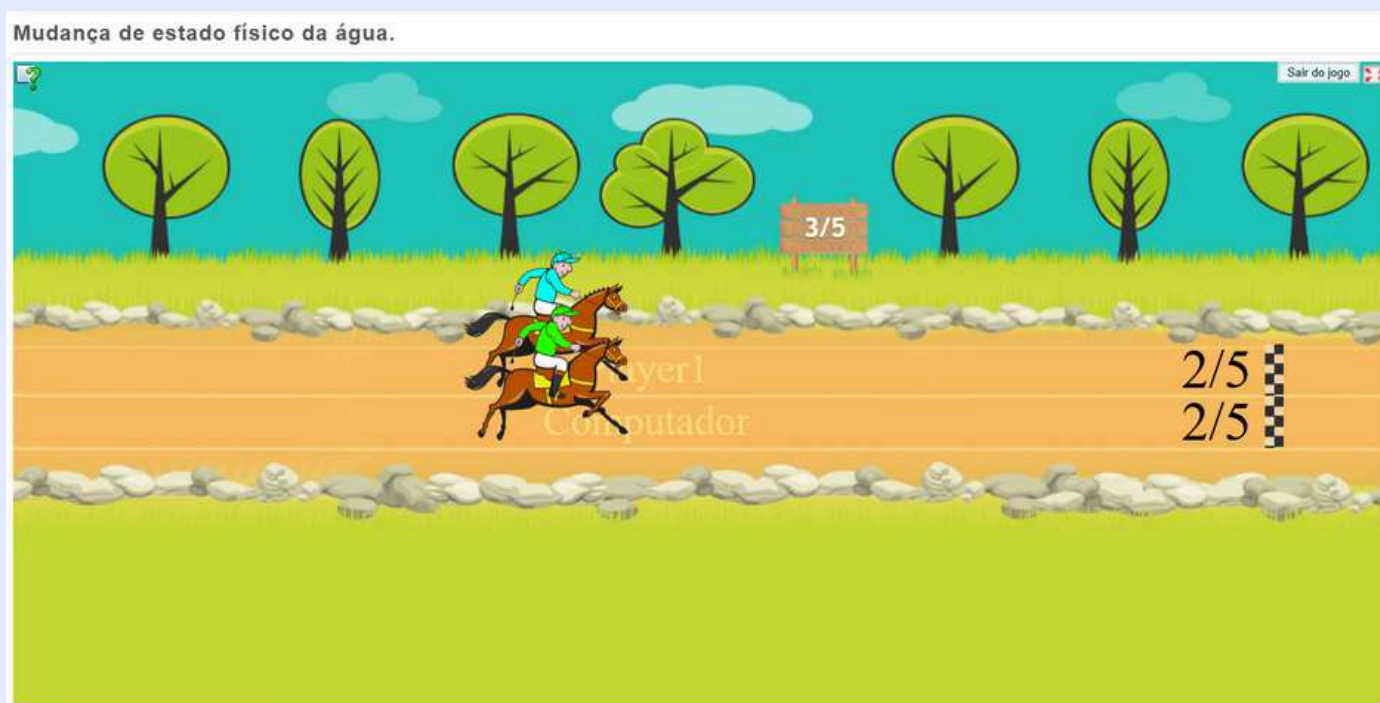 Mudança de estado físico da água.
Sair do jogo
3/5
2/5
Computador
2/5